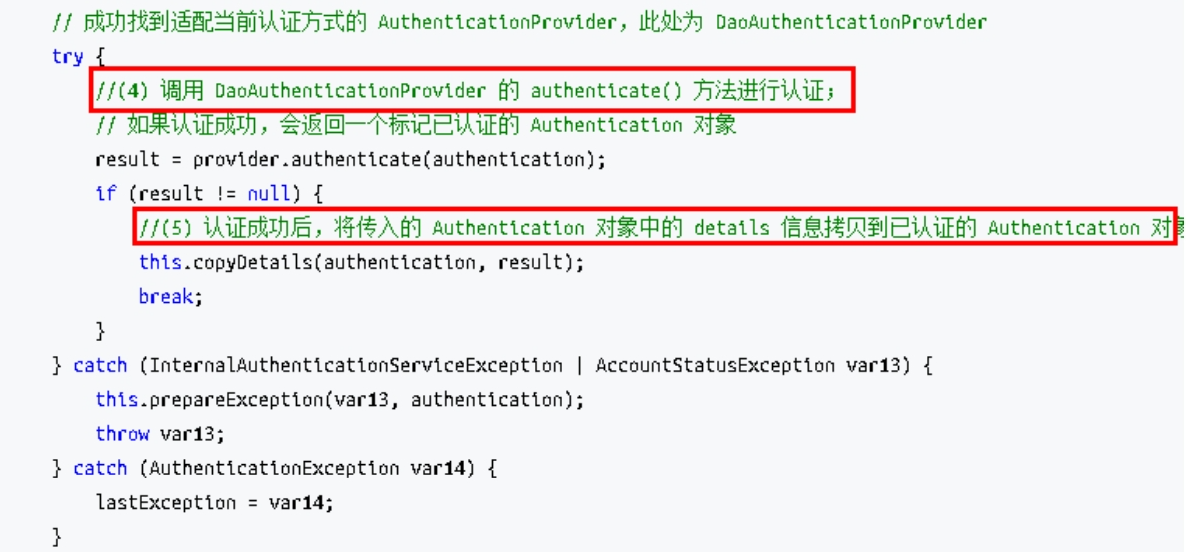 // 成功找到适配当前认证方式的 AuthenticationProvider，此处为 DaoAuthenticationProvider
try {
//(4) 调用 DaoAuthenticationProvider 的 authenticate() 方法进行认证；
// 如果认证成功，会返回一个标记已认证的 Authentication 对象
result = provider.authenticate(authentication);
if (result != null) {
//(5) 认证成功后，将传入的 Authentication 对象中的 details 信息拷贝到已认证的 Authentication 对象
this.copyDetails(authentication, result);
break;
}
} catch (InternalAuthenticationServiceException | AccountStatusException var13) {
this.prepareException(var13, authentication);
throw var13;
} catch (AuthenticationException var14) {
lastException = var14;
}